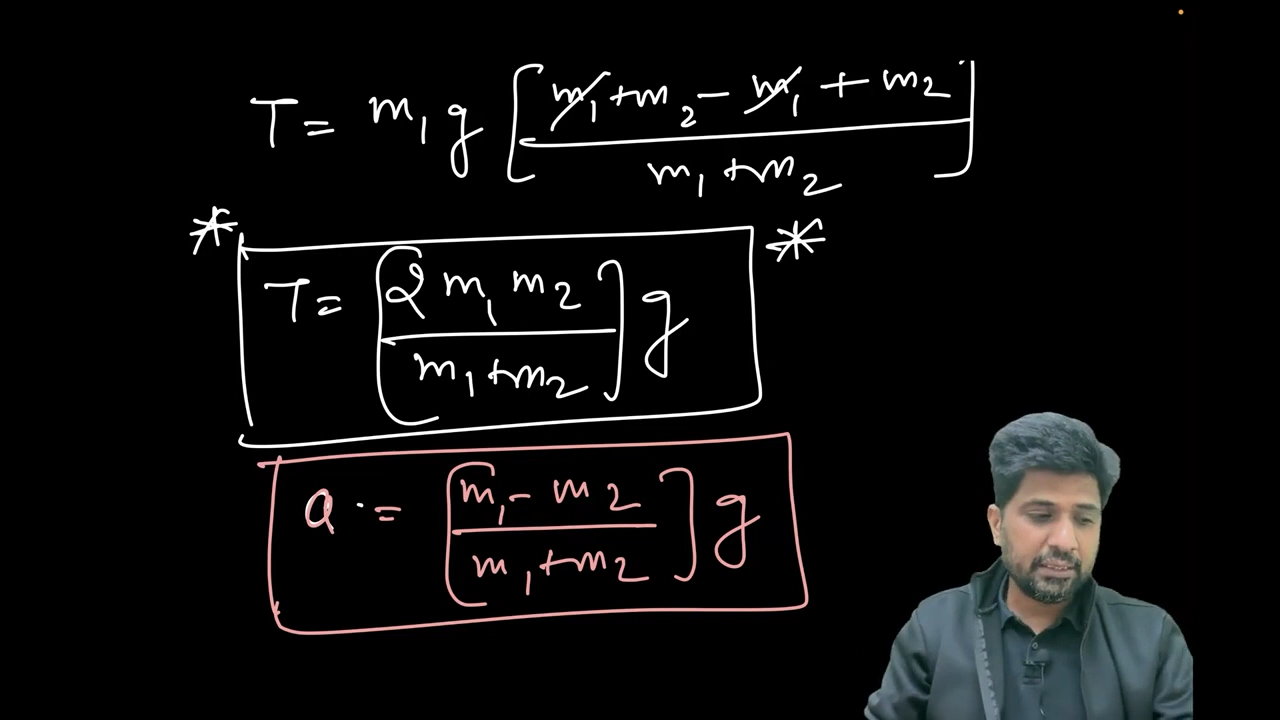 T = m₁ g [ (m₁ + m₂ - m₁ + m₂) / (m₁ + m₂) ]
* T = [ (2 m₁ m₂) / (m₁ + m₂) ] g *
a = [ (m₁ - m₂) / (m₁ + m₂) ] g